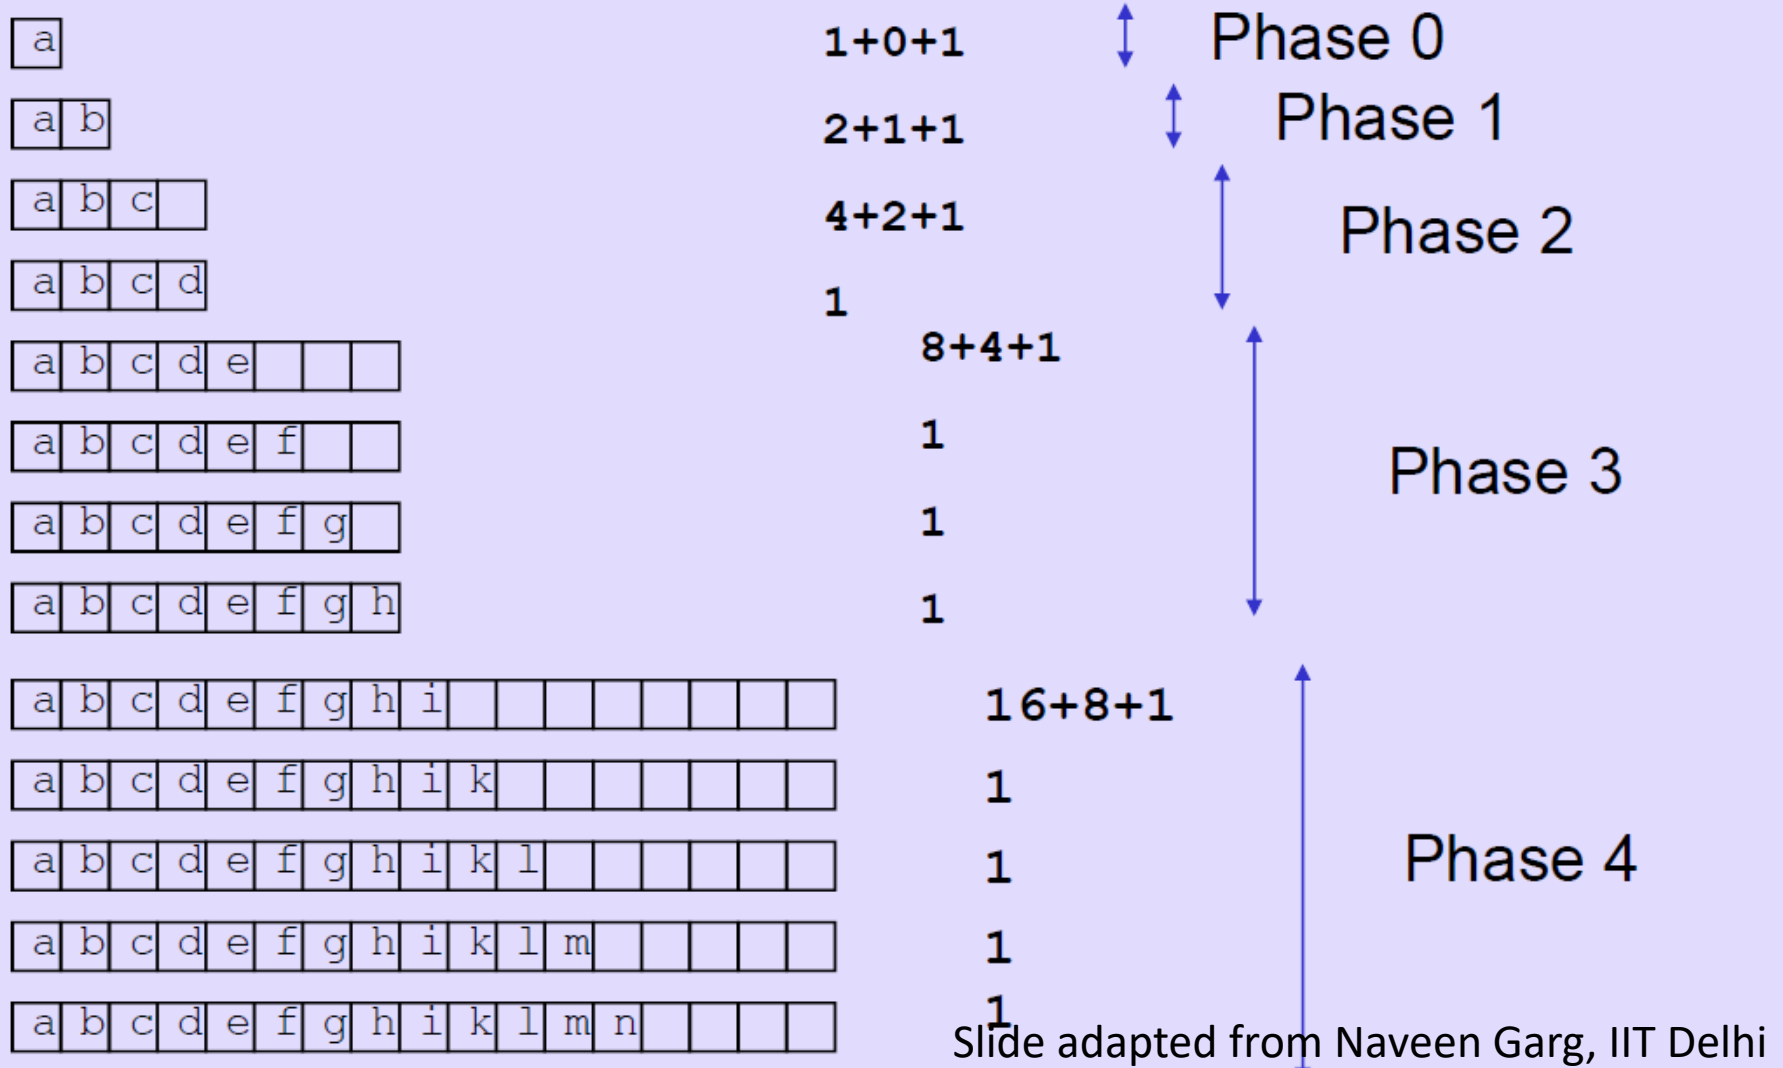 a 1+0+1 Phase 0
a b 2+1+1 Phase 1
a b c 4+2+1 Phase 2
a b c d 1
a b c d e 8+4+1
a b c d e f 1
a b c d e f g 1 Phase 3
a b c d e f g h 1
a b c d e f g h i 16+8+1
a b c d e f g h i k 1
a b c d e f g h i k l 1 Phase 4
a b c d e f g h i k l m 1
a b c d e f g h i k l m n 1
Slide adapted from Naveen Garg, IIT Delhi